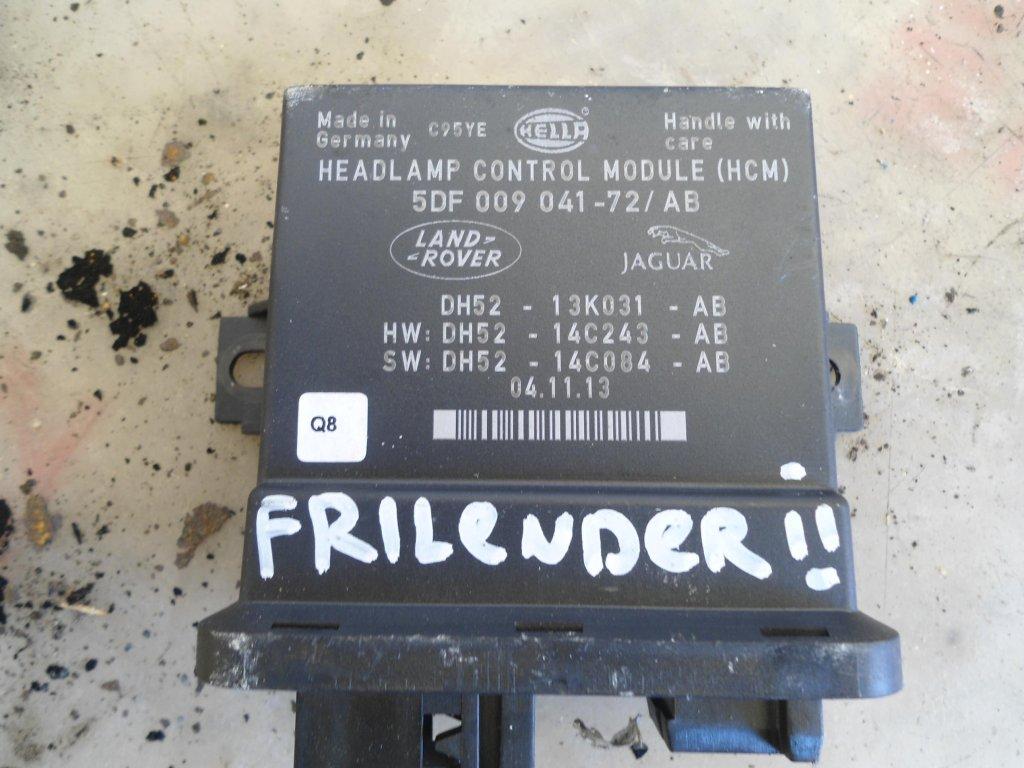 Made in Germany
C95YE
HELLA
Handle with care
HEADLAMP CONTROL MODULE (HCM)
5DF 009 041-72/AB
LAND-ROVER
JAGUAR
DH52 - 13K031 - AB
HW: DH52 - 14C243 - AB
SW: DH52 - 14C084 - AB
04.11.13
Q8
FRILeNDeR!!